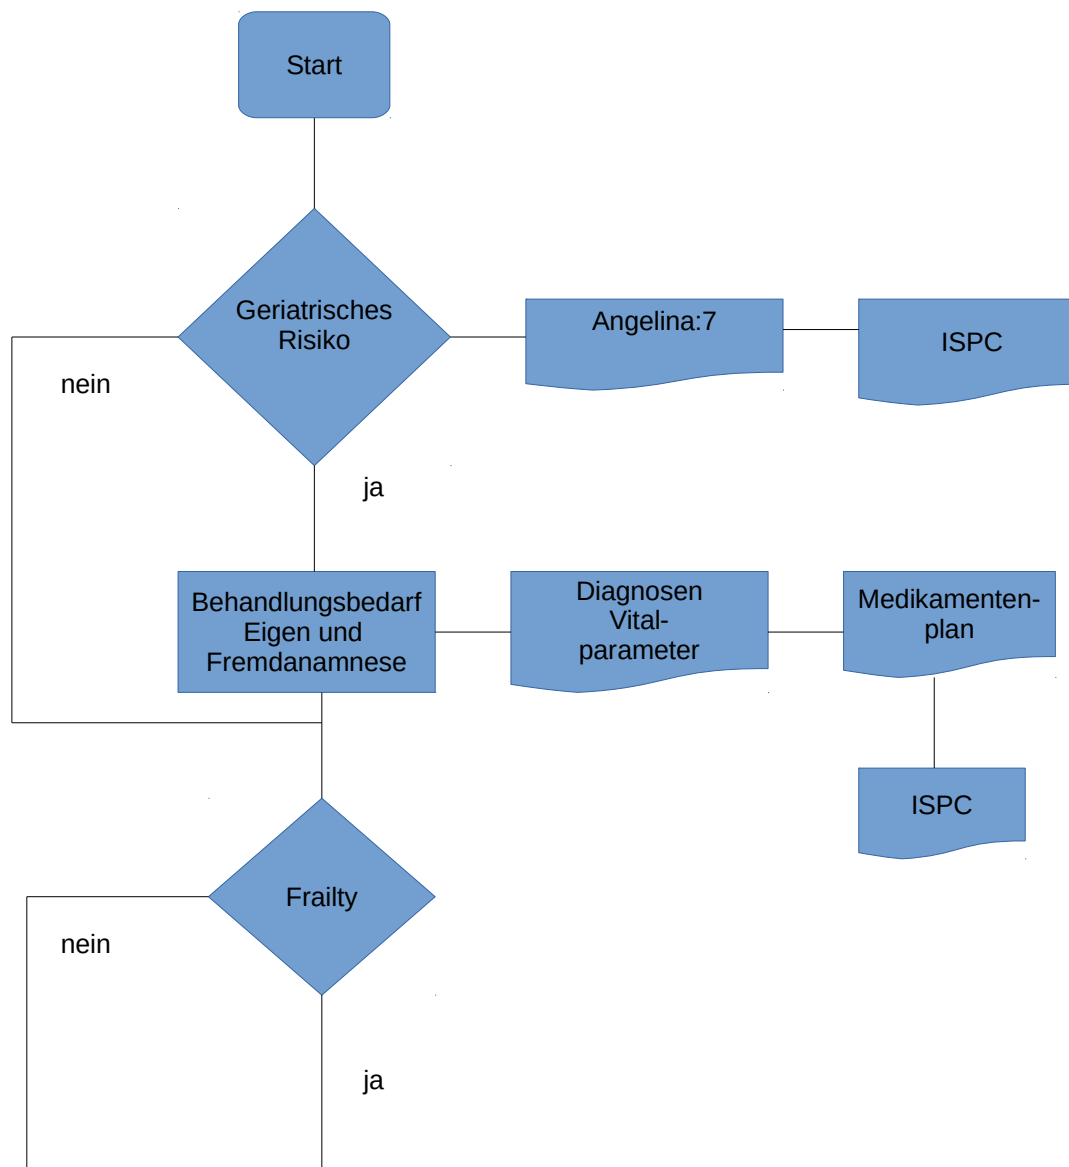 Start
Geriatrisches
Risiko
Angelina:7
ISPC
nein
ja
Behandlungsbedarf
Eigen und
Fremdanamnese
Diagnosen
Vital-
parameter
Medikamenten-
plan
ISPC
Frailty
nein
ja